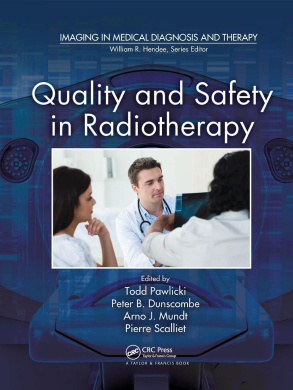 IMAGING IN MEDICAL DIAGNOSIS AND THERAPY
William R. Hendee, Series Editor
Quality and Safety
in Radiotherapy
Edited by
Todd Pawlicki
Peter B. Dunscombe
Arno J. Mundt
Pierre Scalliet
CRC Press
Taylor & Francis Group
A TAYLOR & FRANCIS BOOK